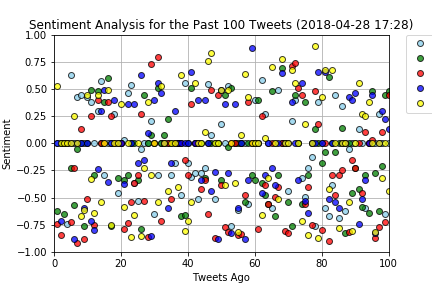 Sentiment Analysis for the Past 100 Tweets (2018-04-28 17:28)
1.00
0.75
0.50
0.25
0.00
−0.25
−0.50
−0.75
−1.00
Sentiment
0 20 40 60 80 100
Tweets Ago